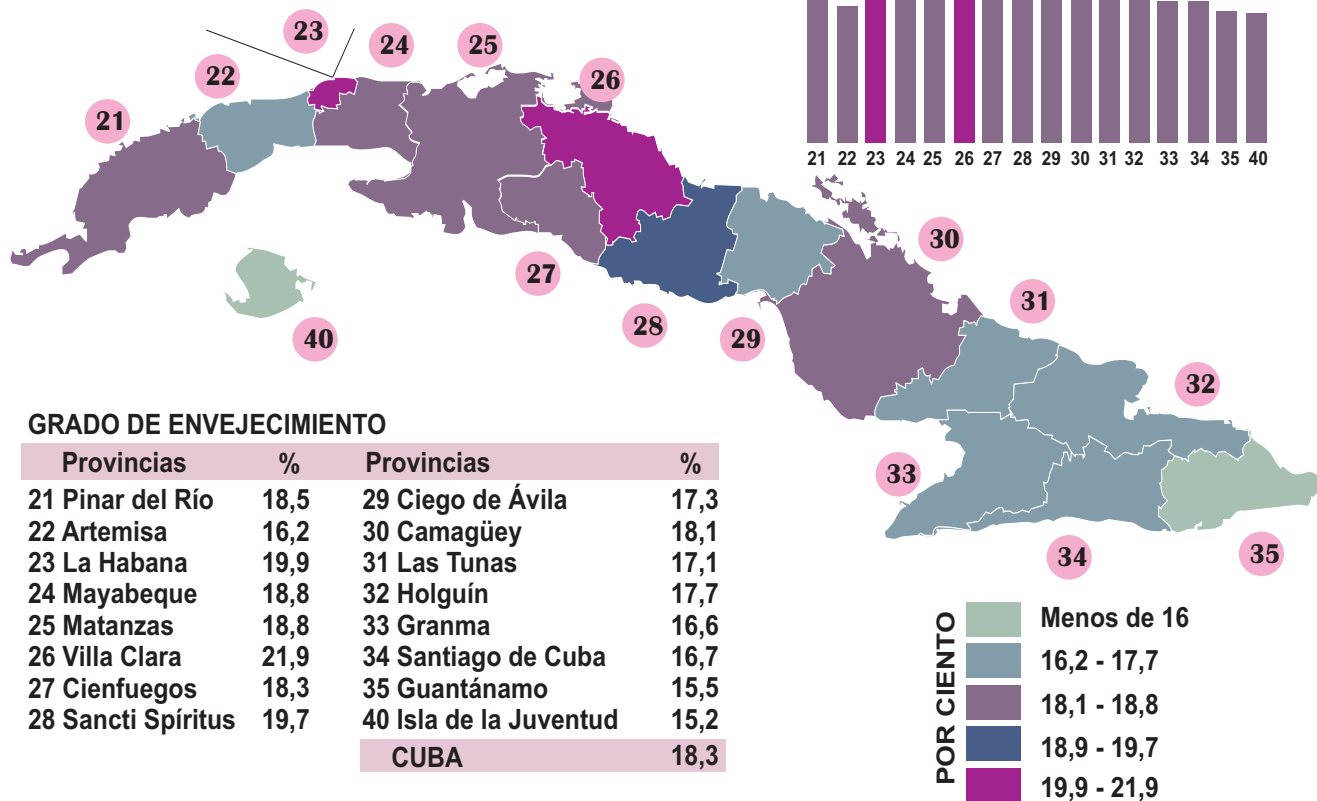 23
24
25
22
26
21
21 22 23 24 25 26 27 28 29 30 31 32 33 34 35 40
30
27
31
28
29
40
32
33
34
35
GRADO DE ENVEJECIMIENTO
Provincias % Provincias %
21 Pinar del Río 18,5 29 Ciego de Ávila 17,3
22 Artemisa 16,2 30 Camagüey 18,1
23 La Habana 19,9 31 Las Tunas 17,1
24 Mayabeque 18,8 32 Holguín 17,7
25 Matanzas 18,8 33 Granma 16,6
26 Villa Clara 21,9 34 Santiago de Cuba 16,7
27 Cienfuegos 18,3 35 Guantánamo 15,5
28 Sancti Spíritus 19,7 40 Isla de la Juventud 15,2
CUBA 18,3
POR CIENTO
Menos de 16
16,2 - 17,7
18,1 - 18,8
18,9 - 19,7
19,9 - 21,9